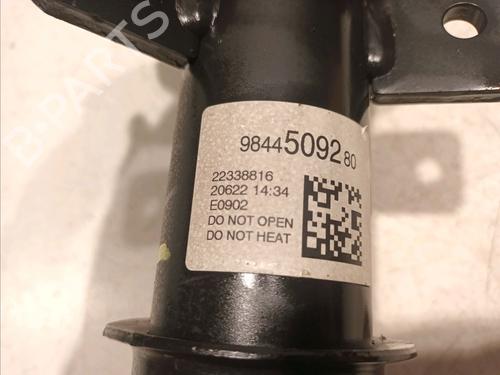 B-PARTS
9844509280
22338816
20622 14:34
E0902
DO NOT OPEN
DO NOT HEAT